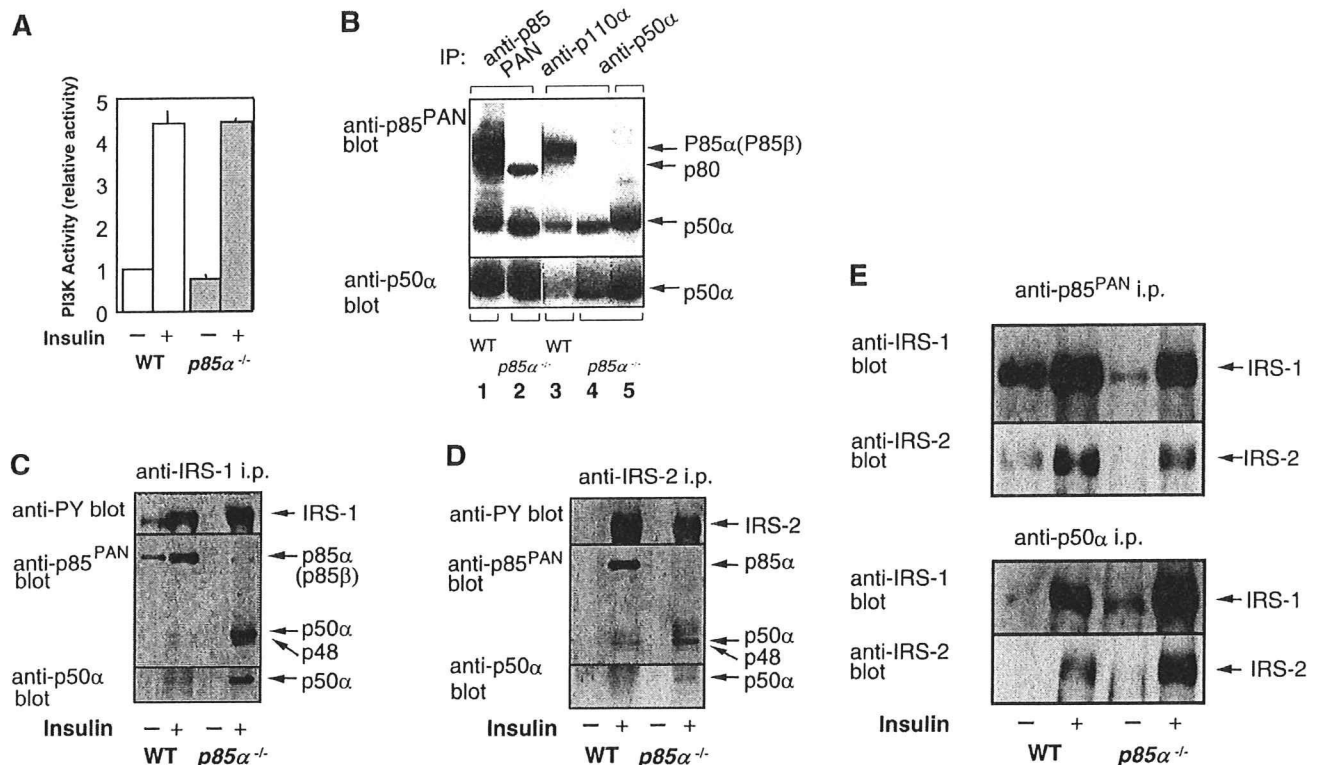 A
PI3K Activity (relative activity)
5
4
3
2
1
0
Insulin − + − +
WT p85α -/-
B
IP:
anti-p85 PAN
anti-p110α
anti-p50α
anti-p85PAN blot
P85α(P85β)
p80
p50α
anti-p50α blot
p50α
WT p85α -/- WT p85α -/-
1 2 3 4 5
C
anti-IRS-1 i.p.
anti-PY blot
IRS-1
anti-p85PAN blot
p85α
(p85β)
p50α
p48
anti-p50α blot
p50α
Insulin − + − +
WT p85α -/-
D
anti-IRS-2 i.p.
anti-PY blot
IRS-2
anti-p85PAN blot
p85α
p50α
p48
anti-p50α blot
p50α
Insulin − + − +
WT p85α -/-
E
anti-p85PAN i.p.
anti-IRS-1 blot
IRS-1
anti-IRS-2 blot
IRS-2
anti-p50α i.p.
anti-IRS-1 blot
IRS-1
anti-IRS-2 blot
IRS-2
Insulin − + − +
WT p85α -/-